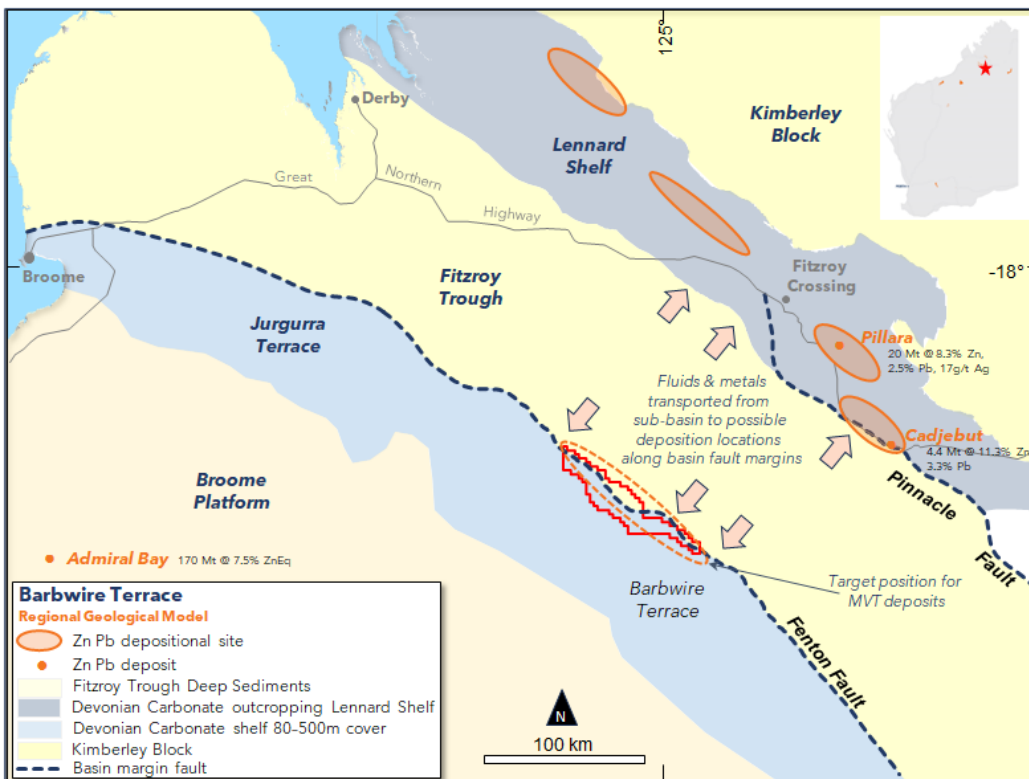 125°
Derby
Kimberley
Block
Lennard
Shelf
Great
Northern
Highway
-18°
Broome
Fitzroy
Trough
Fitzroy
Crossing
Jurgurra
Terrace
Pillara
20 Mt @ 8.3% Zn,
2.5% Pb, 17g/t Ag
Fluids & metals
transported from
sub-basin to possible
deposition locations
along basin fault margins
Cadjebut
4.4 Mt @ 11.3% Zn
3.3% Pb
Broome
Platform
Pinnacle
Fault
Admiral Bay 170 Mt @ 7.5% ZnEq
Target position for
MVT deposits
Barbwire
Terrace
Fenton Fault
Barbwire Terrace
Regional Geological Model
Zn Pb depositional site
Zn Pb deposit
Fitzroy Trough Deep Sediments
Devonian Carbonate outcropping Lennard Shelf
Devonian Carbonate shelf 80-500m cover
Kimberley Block
Basin margin fault
N
100 km